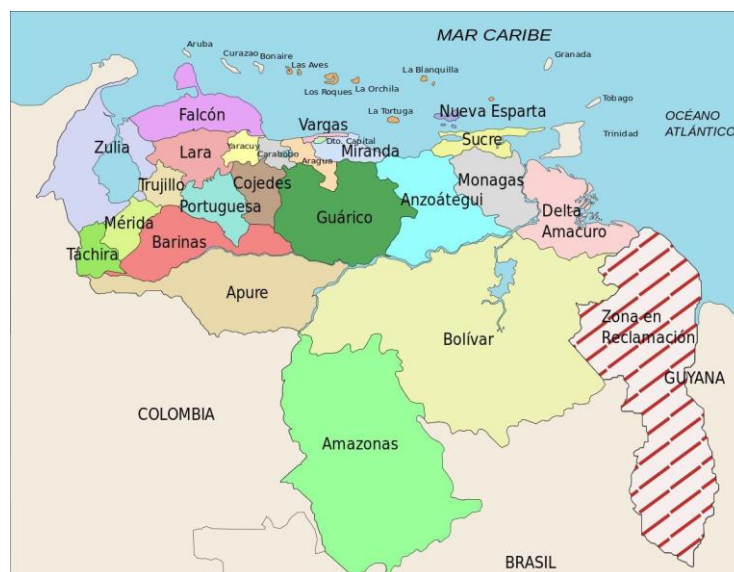 MAR CARIBE
Aruba
Curazao
Bonaire
Las Aves
Los Roques
La Orchila
La Blanquilla
Granada
La Tortuga
Nueva Esparta
Tobago
OCÉANO
ATLÁNTICO
Trinidad
Falcón
Vargas
Dto. Capital
Miranda
Sucre
Zulia
Lara
Yaracuy
Carabobo
Aragua
Trujillo
Cojedes
Portuguesa
Guárico
Anzoátegui
Monagas
Delta
Amacuro
Mérida
Táchira
Barinas
Apure
Bolívar
Zona en
Reclamación
GUYANA
COLOMBIA
Amazonas
BRASIL